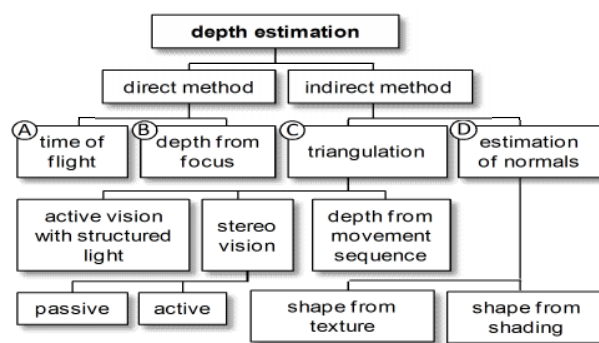 depth estimation
direct method
indirect method
A
time of
flight
B
depth from
focus
C
triangulation
D
estimation
of normals
active vision
with structured
light
stereo
vision
depth from
movement
sequence
passive
active
shape from
texture
shape from
shading